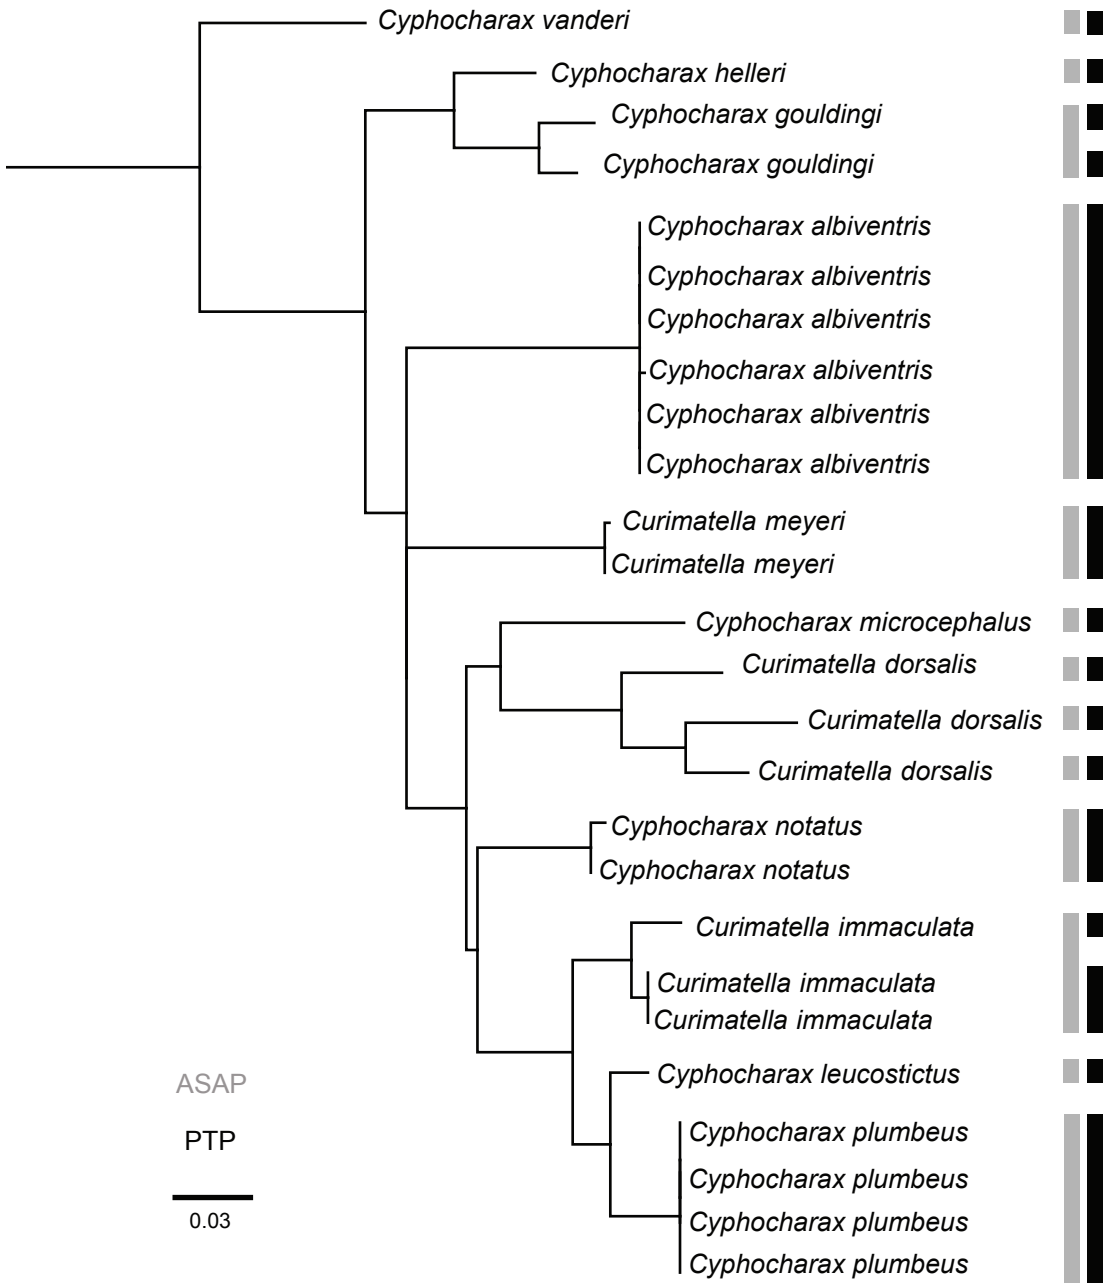 Cyphocharax vanderi
Cyphocharax helleri
Cyphocharax gouldingi
Cyphocharax gouldingi
Cyphocharax albiventris
Cyphocharax albiventris
Cyphocharax albiventris
Cyphocharax albiventris
Cyphocharax albiventris
Cyphocharax albiventris
Curimatella meyeri
Curimatella meyeri
Cyphocharax microcephalus
Curimatella dorsalis
Curimatella dorsalis
Curimatella dorsalis
Cyphocharax notatus
Cyphocharax notatus
Curimatella immaculata
Curimatella immaculata
Curimatella immaculata
Cyphocharax leucostictus
Cyphocharax plumbeus
Cyphocharax plumbeus
Cyphocharax plumbeus
Cyphocharax plumbeus
ASAP
PTP
0.03